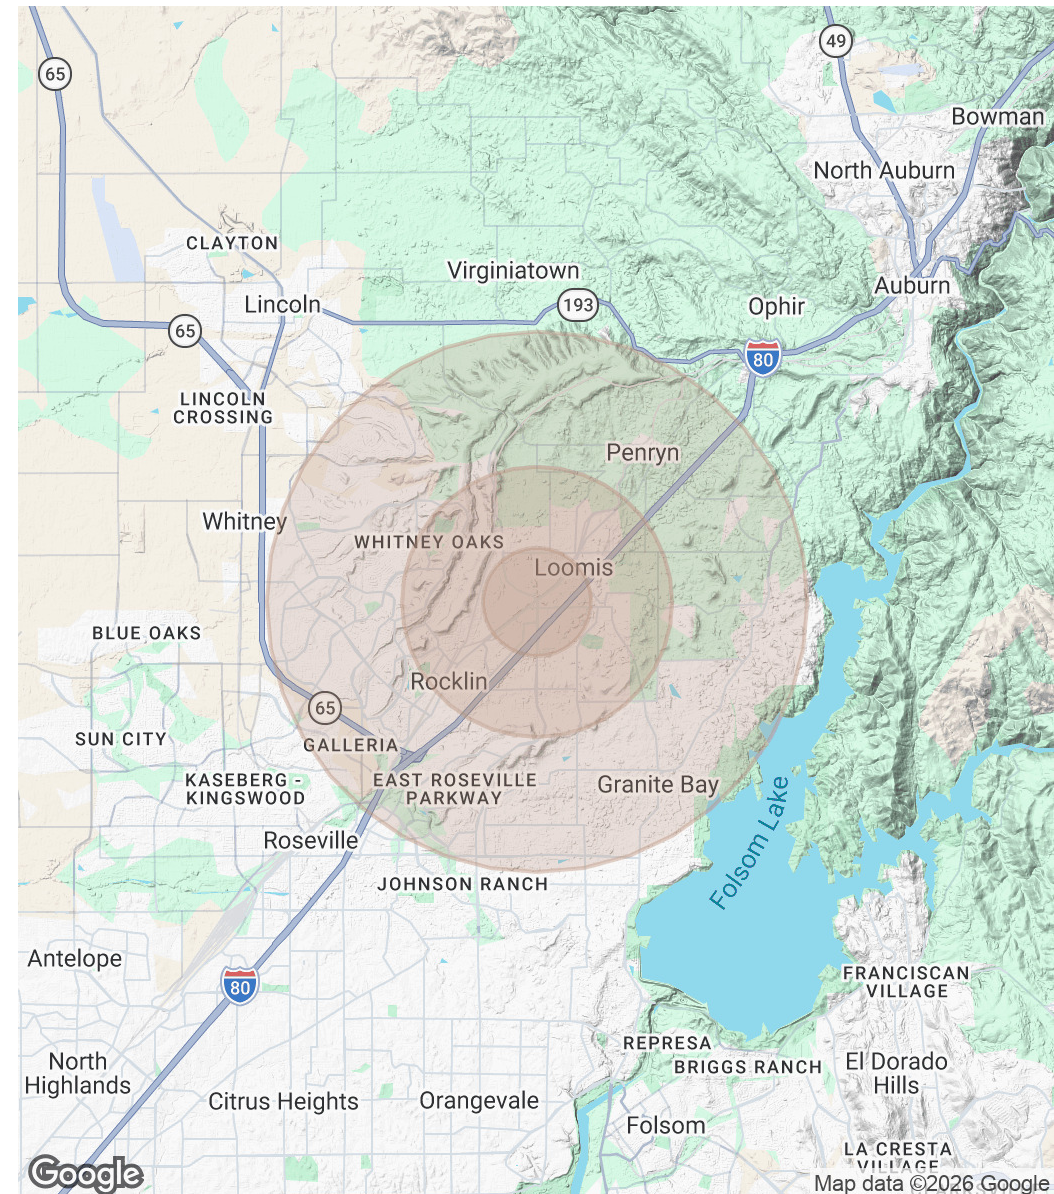 49
65
Bowman
North Auburn
CLAYTON
Virginiatown
Auburn
Lincoln
193
Ophir
65
80
LINCOLN
CROSSING
Penryn
Whitney
WHITNEY OAKS
Loomis
BLUE OAKS
Rocklin
65
SUN CITY
GALLERIA
KASEBERG -
KINGSWOOD
EAST ROSEVILLE
PARKWAY
Granite Bay
Roseville
Folsom Lake
JOHNSON RANCH
Antelope
80
FRANCISCAN
VILLAGE
REPRESA
BRIGGS RANCH
El Dorado
Hills
North
Highlands
Citrus Heights
Orangevale
Folsom
LA CRESTA
VILLAGE
Google
Map data ©2026 Google